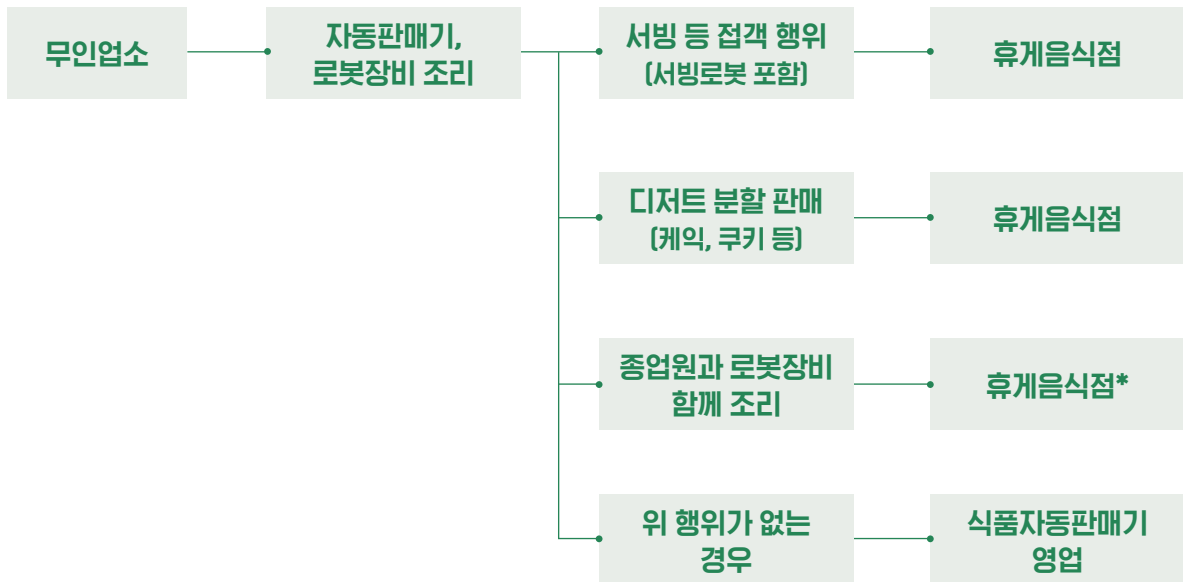 무인업소
자동판매기,
로봇장비 조리
서빙 등 접객 행위
(서빙로봇 포함)
휴게음식점
디저트 분할 판매
(케익, 쿠키 등)
휴게음식점
종업원과 로봇장비
함께 조리
휴게음식점*
위 행위가 없는
경우
식품자동판매기
영업